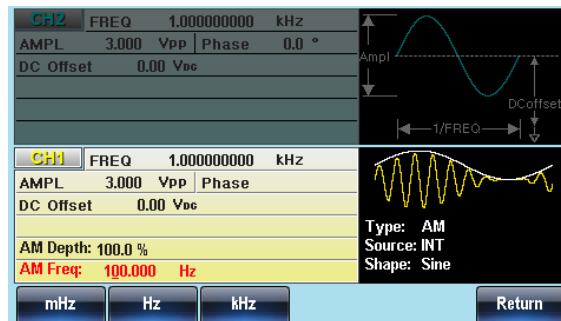 CH2 FREQ 1.000000000 kHz
AMPL 3.000 Vpp Phase 0.0 °
DC Offset 0.00 VDC
Ampl
DCoffset
1/FREQ
CH1 FREQ 1.000000000 kHz
AMPL 3.000 Vpp Phase
DC Offset 0.00 VDC
AM Depth: 100.0 %
AM Freq: 100.000 Hz
Type: AM
Source: INT
Shape: Sine
mHz Hz kHz Return